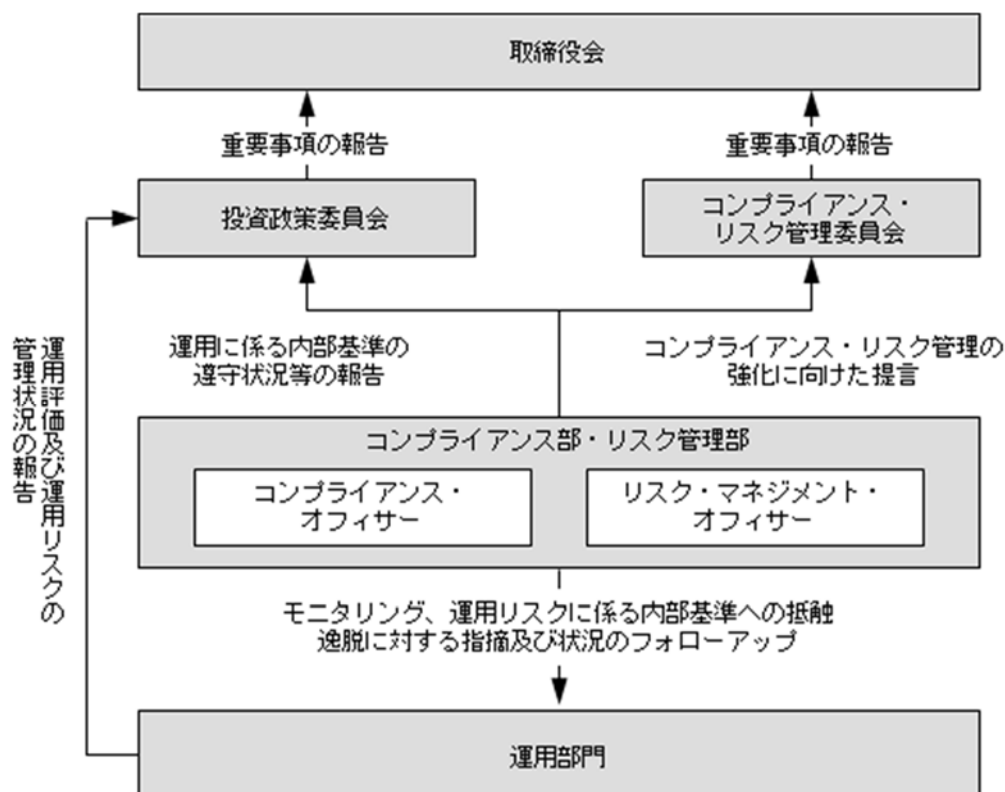 取締役会
重要事項の報告
重要事項の報告
投資政策委員会
コンプライアンス・
リスク管理委員会
運用に係る内部基準の
遵守状況等の報告
コンプライアンス・リスク管理の
強化に向けた提言
運用評価及び運用リスクの
管理状況の報告
コンプライアンス部・リスク管理部
コンプライアンス・
オフィサー
リスク・マネジメント・
オフィサー
モニタリング、運用リスクに係る内部基準への抵触
逸脱に対する指摘及び状況のフォローアップ
運用部門